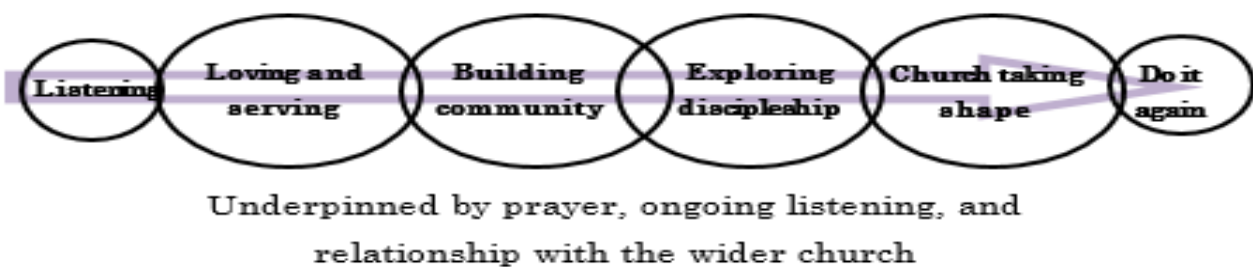 Listening
Loving and
serving
Building
community
Exploring
discipleship
Church taking
shape
Do it
again
Underpinned by prayer, ongoing listening, and
relationship with the wider church